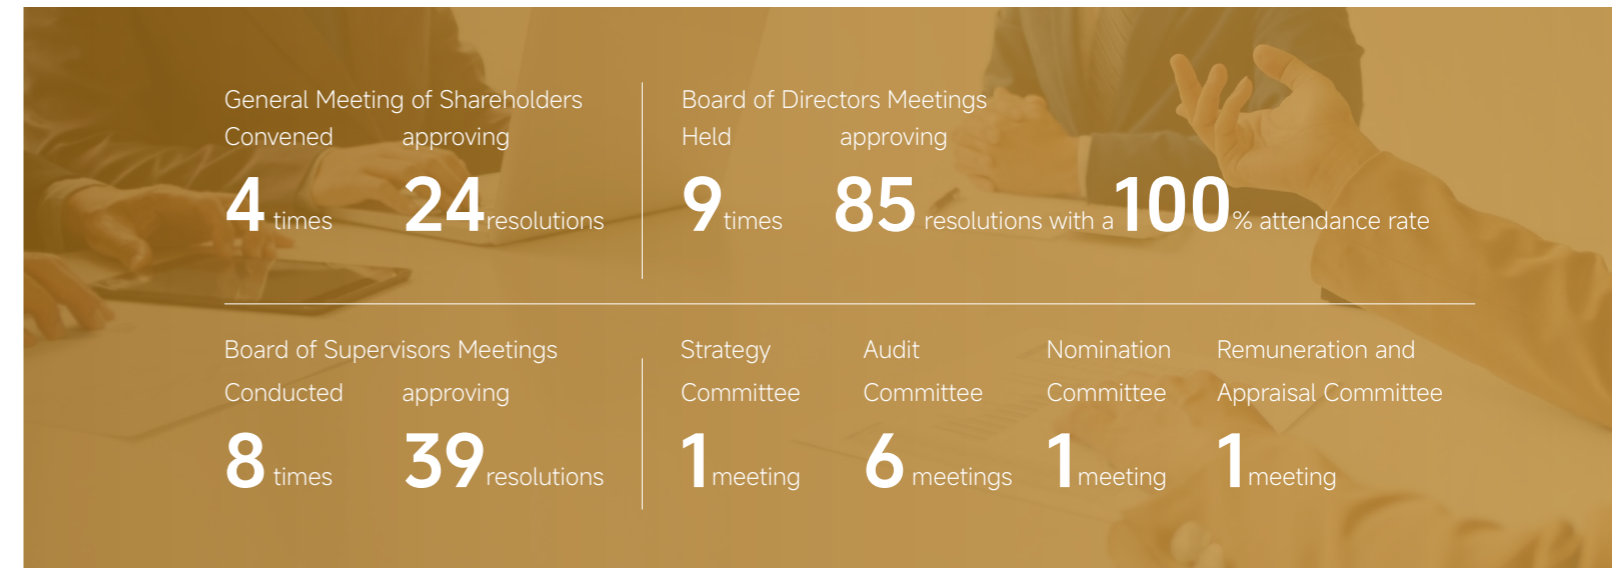 General Meeting of Shareholders
Convened approving
4 times 24 resolutions
Board of Directors Meetings
Held approving
9 times 85 resolutions with a 100% attendance rate
Board of Supervisors Meetings
Conducted approving
8 times 39 resolutions
Strategy Committee
1 meeting
Audit Committee
6 meetings
Nomination Committee
1 meeting
Remuneration and
Appraisal Committee
1 meeting